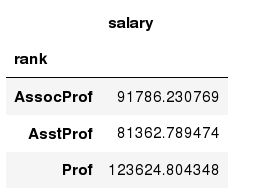 salary
rank
AssocProf 91786.230769
AsstProf 81362.789474
Prof 123624.804348